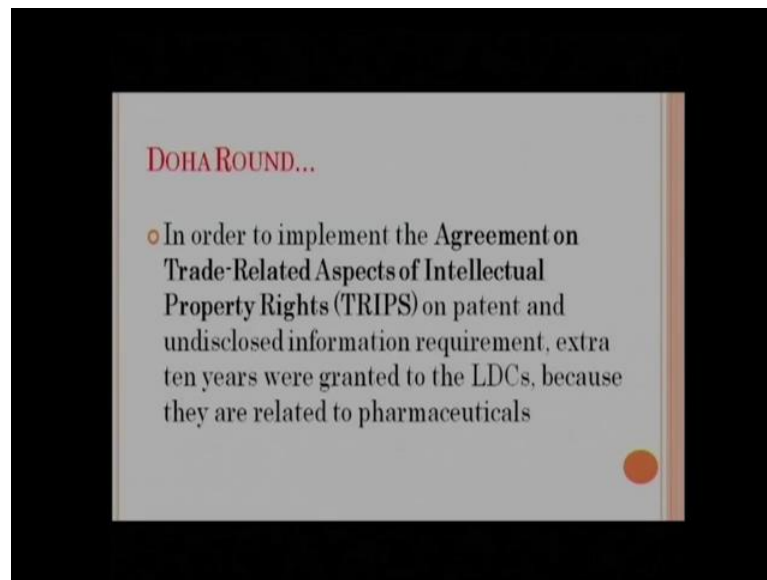 DOHA ROUND...
In order to implement the Agreement on
Trade-Related Aspects of Intellectual
Property Rights (TRIPS) on patent and
undisclosed information requirement, extra
ten years were granted to the LDCs, because
they are related to pharmaceuticals